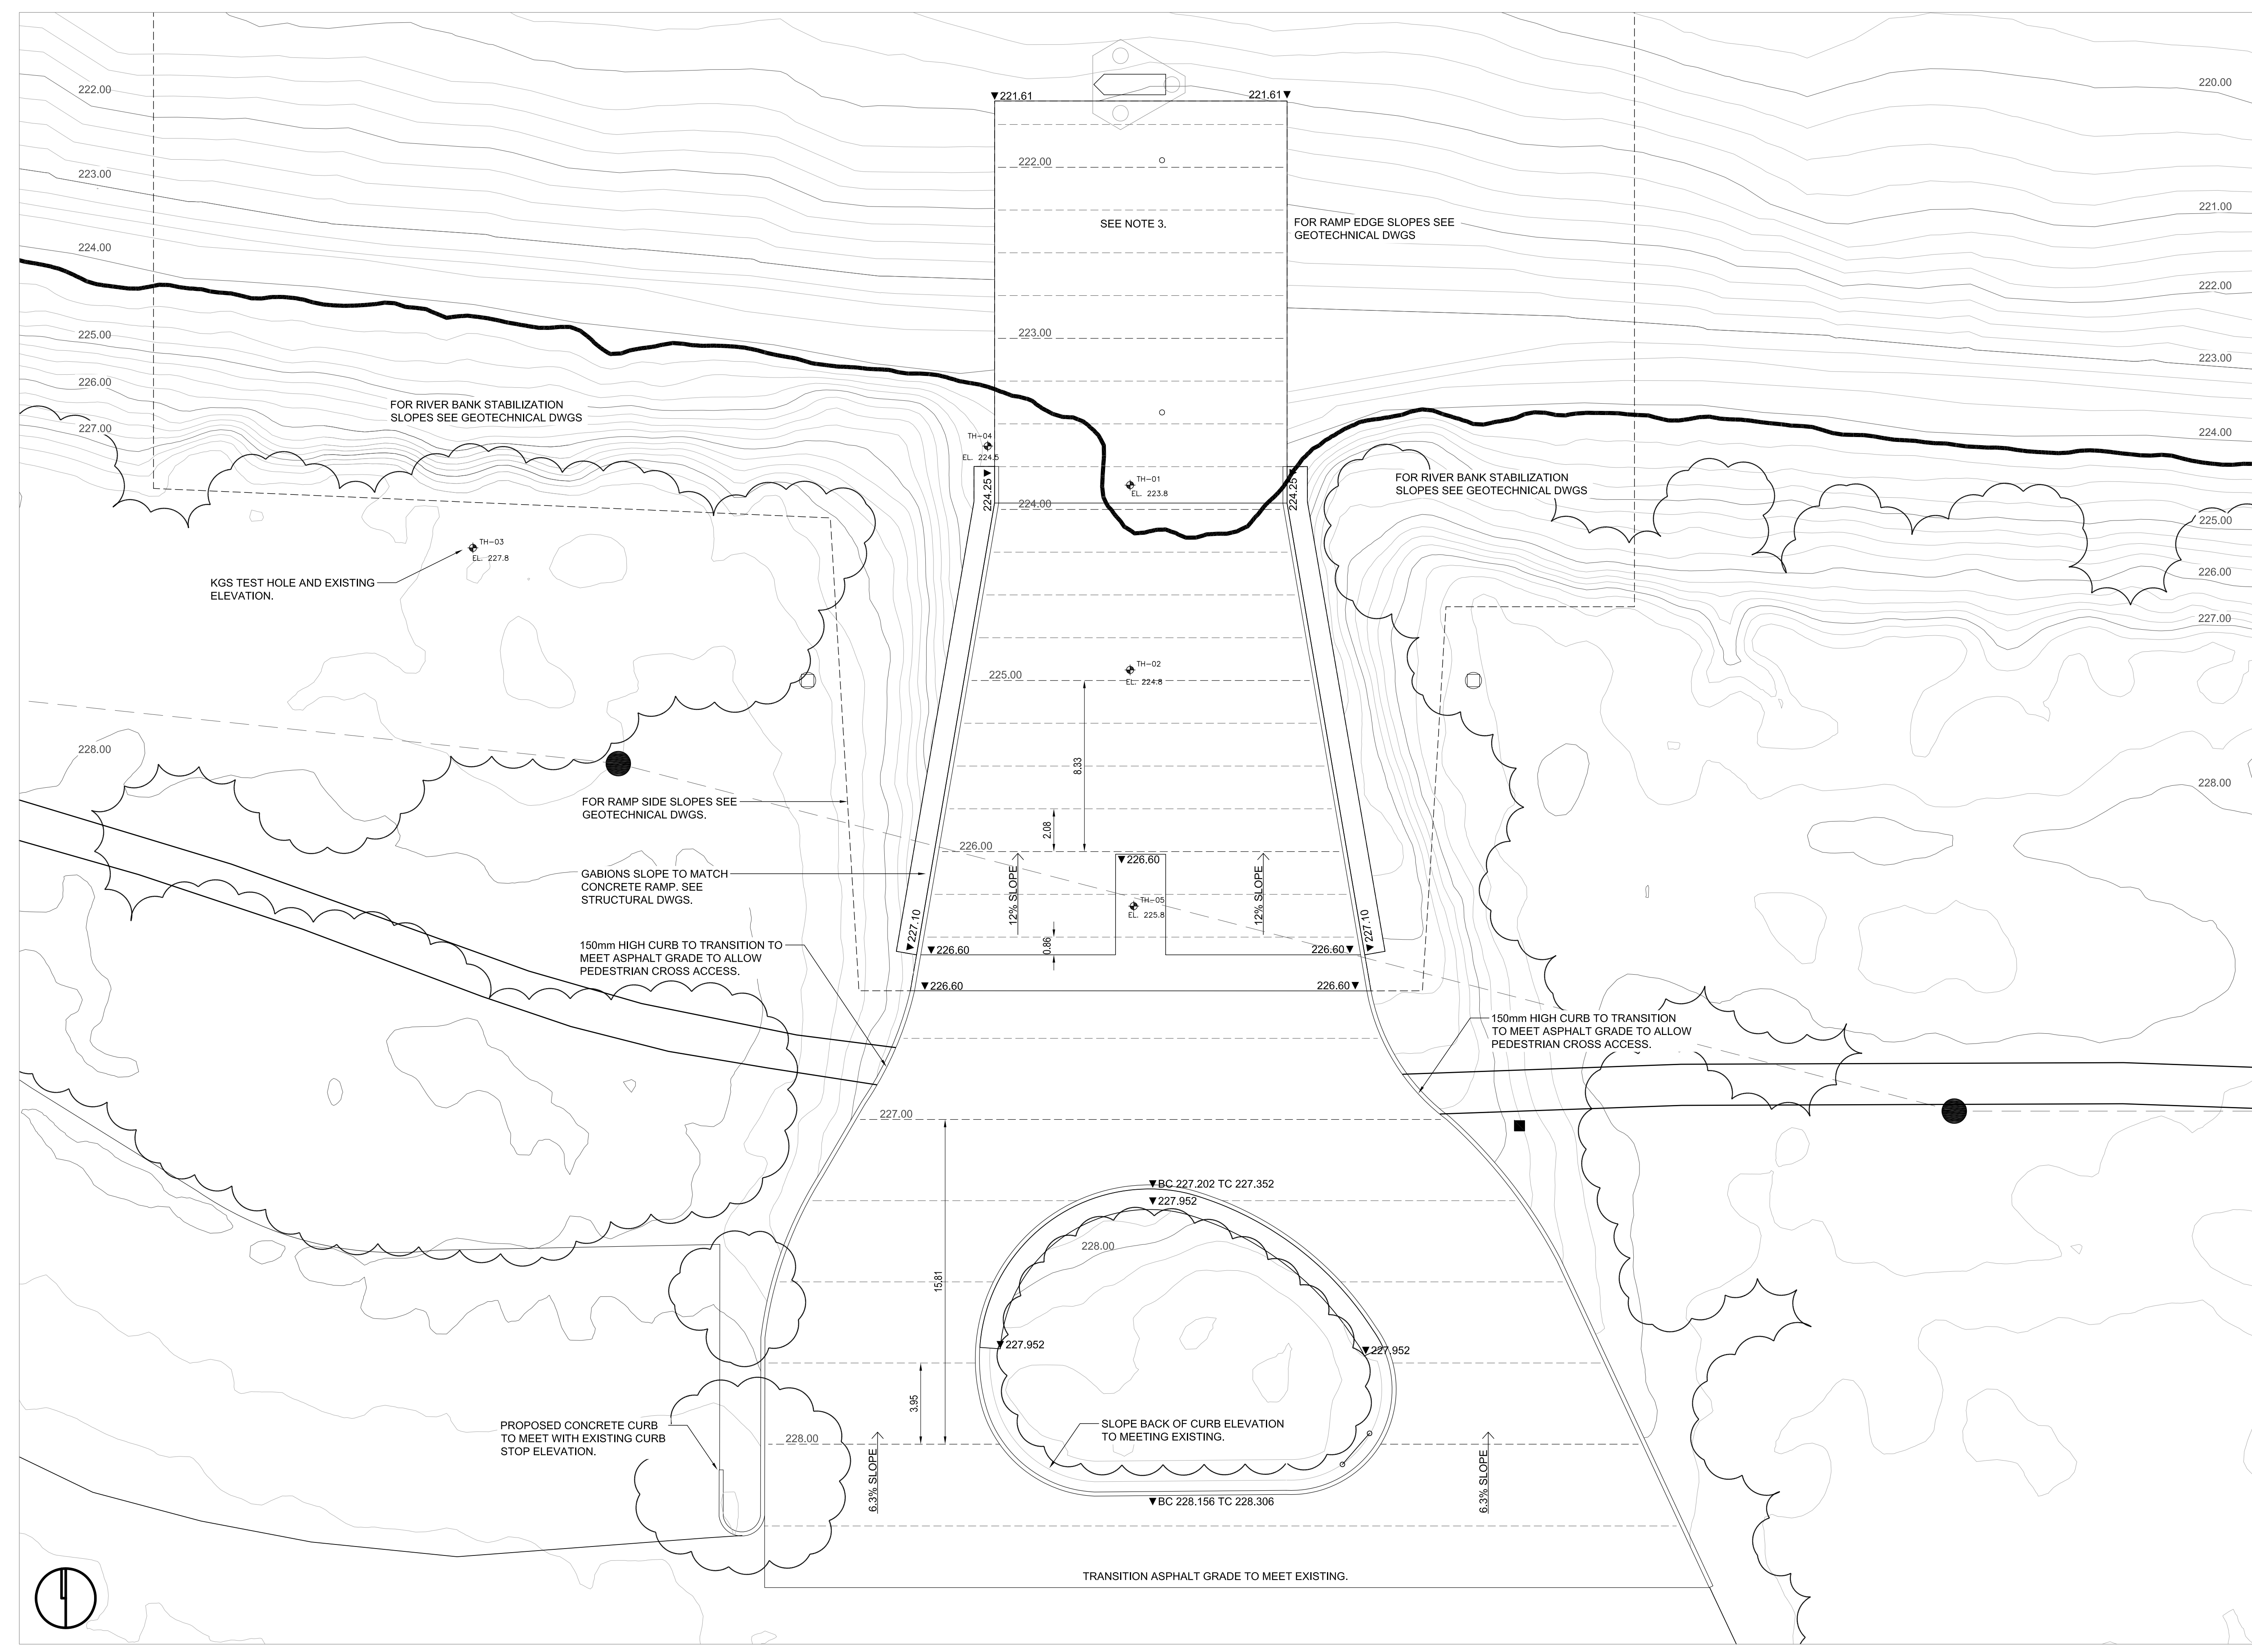 222.00
223.00
224.00
225.00
226.00
227.00
228.00
220.00
221.00
222.00
223.00
224.00
225.00
226.00
227.00
228.00
221.61
221.61
222.00
SEE NOTE 3.
FOR RAMP EDGE SLOPES SEE
GEOTECHNICAL DWGS
223.00
FOR RIVER BANK STABILIZATION
SLOPES SEE GEOTECHNICAL DWGS
TH-04
EL. 224.5
224.25
224.25
TH-01
EL. 223.8
224.00
FOR RIVER BANK STABILIZATION
SLOPES SEE GEOTECHNICAL DWGS
TH-03
EL. 227.8
KGS TEST HOLE AND EXISTING
ELEVATION.
TH-02
EL. 224.8
225.00
8.33
2.08
FOR RAMP SIDE SLOPES SEE
GEOTECHNICAL DWGS.
226.00
226.60
12% SLOPE
12% SLOPE
GABIONS SLOPE TO MATCH
CONCRETE RAMP. SEE
STRUCTURAL DWGS.
TH-05
EL. 225.8
227.10
227.10
0.86
226.60
226.60
150mm HIGH CURB TO TRANSITION TO
MEET ASPHALT GRADE TO ALLOW
PEDESTRIAN CROSS ACCESS.
226.60
226.60
150mm HIGH CURB TO TRANSITION
TO MEET ASPHALT GRADE TO ALLOW
PEDESTRIAN CROSS ACCESS.
227.00
BC 227.202 TC 227.352
227.952
228.00
15.81
227.952
227.952
3.95
PROPOSED CONCRETE CURB
TO MEET WITH EXISTING CURB
STOP ELEVATION.
SLOPE BACK OF CURB ELEVATION
TO MEETING EXISTING.
228.00
6.3% SLOPE
6.3% SLOPE
BC 228.156 TC 228.306
TRANSITION ASPHALT GRADE TO MEET EXISTING.